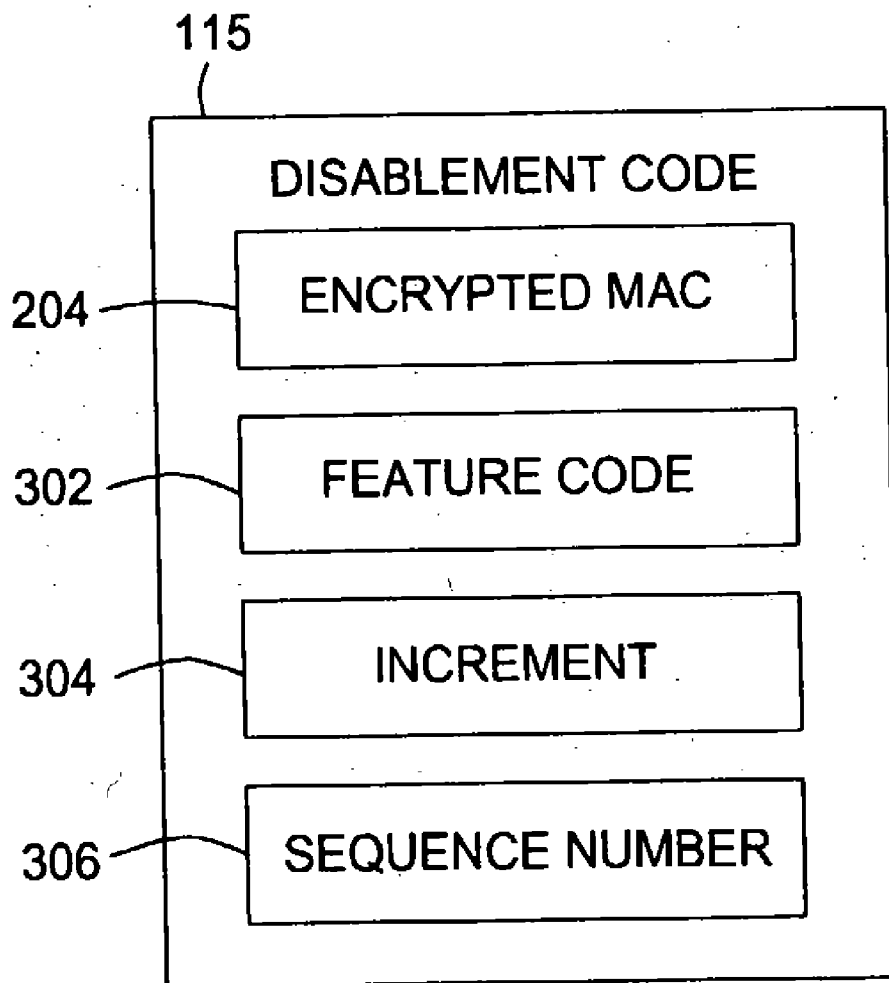 115
DISABLEMENT CODE
204
ENCRYPTED MAC
302
FEATURE CODE
304
INCREMENT
306
SEQUENCE NUMBER